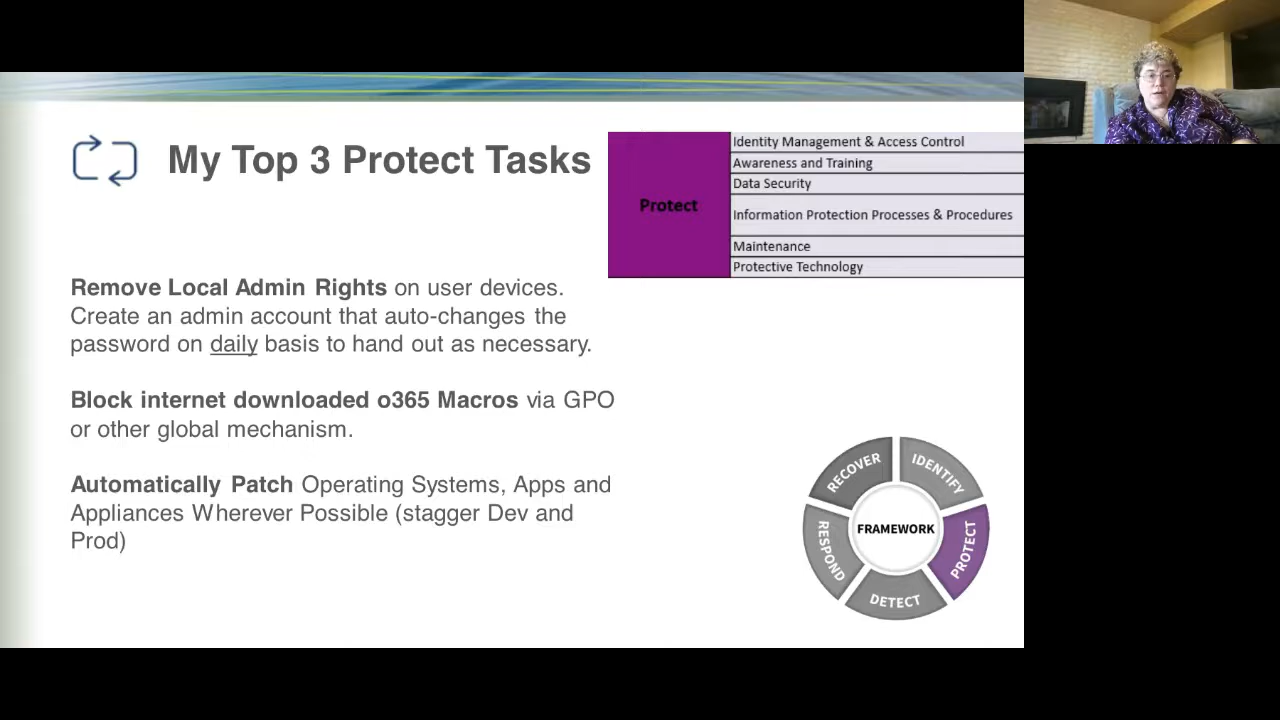 My Top 3 Protect Tasks
Protect
Identity Management & Access Control
Awareness and Training
Data Security
Information Protection Processes & Procedures
Maintenance
Protective Technology
Remove Local Admin Rights on user devices.
Create an admin account that auto-changes the
password on daily basis to hand out as necessary.
Block internet downloaded o365 Macros via GPO
or other global mechanism.
Automatically Patch Operating Systems, Apps and
Appliances Wherever Possible (stagger Dev and
Prod)
RECOVER
IDENTIFY
FRAMEWORK
PROTECT
RESPOND
DETECT